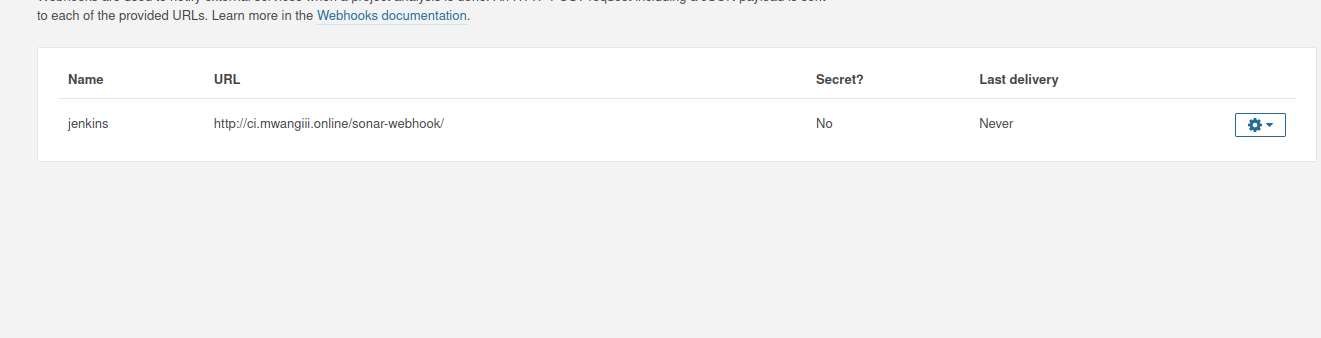 to each of the provided URLs. Learn more in the Webhooks documentation.
Name URL Secret? Last delivery
jenkins http://ci.mwangiii.online/sonar-webhook/ No Never